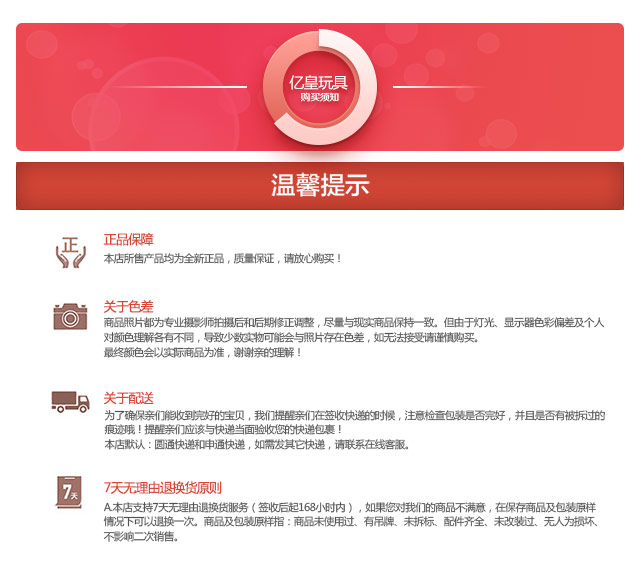 亿皇玩具
购买须知
温馨提示
正
正品保障
本店所售产品均为全新正品，质量保证，请放心购买！
关于色差
商品照片都为专业摄影师拍摄后和后期修正调整，尽量与现实商品保持一致。但由于灯光、显示器色彩偏差及个人
对颜色理解各有不同，导致少数实物可能会与照片存在色差，如无法接受请谨慎购买。
最终颜色会以实际商品为准，谢谢亲的理解！
关于配送
为了确保亲们能收到完好的宝贝，我们提醒亲们在签收快递的时候，注意检查包装是否完好，并且是否有被拆过的
痕迹哦！提醒亲们应该与快递当面验收您的快递包裹！
本店默认：圆通快递和申通快递，如需发其它快递，请联系在线客服。
7天
7天无理由退换货原则
A.本店支持7天无理由退换货服务（签收后起168小时内），如果您对我们的商品不满意，在保存商品及包装原样
情况下可以退换一次。商品及包装原样指：商品未使用过、有吊牌、未拆标、配件齐全、未改装过、无人为损坏、
不影响二次销售。